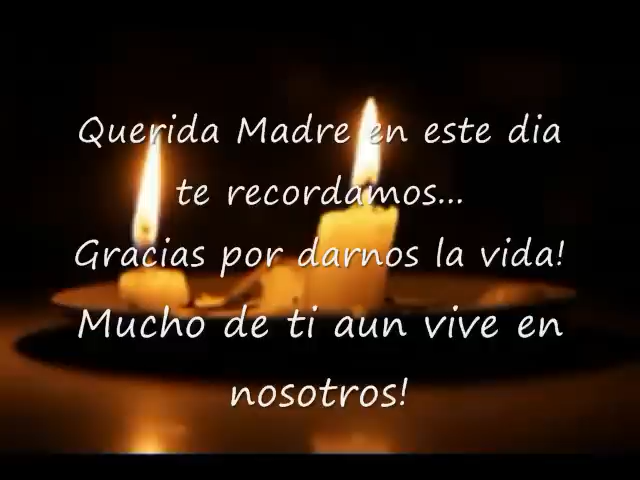 Querida Madre en este dia
te recordamos...
Gracias por darnos la vida!
Mucho de ti aun vive en
nosotros!